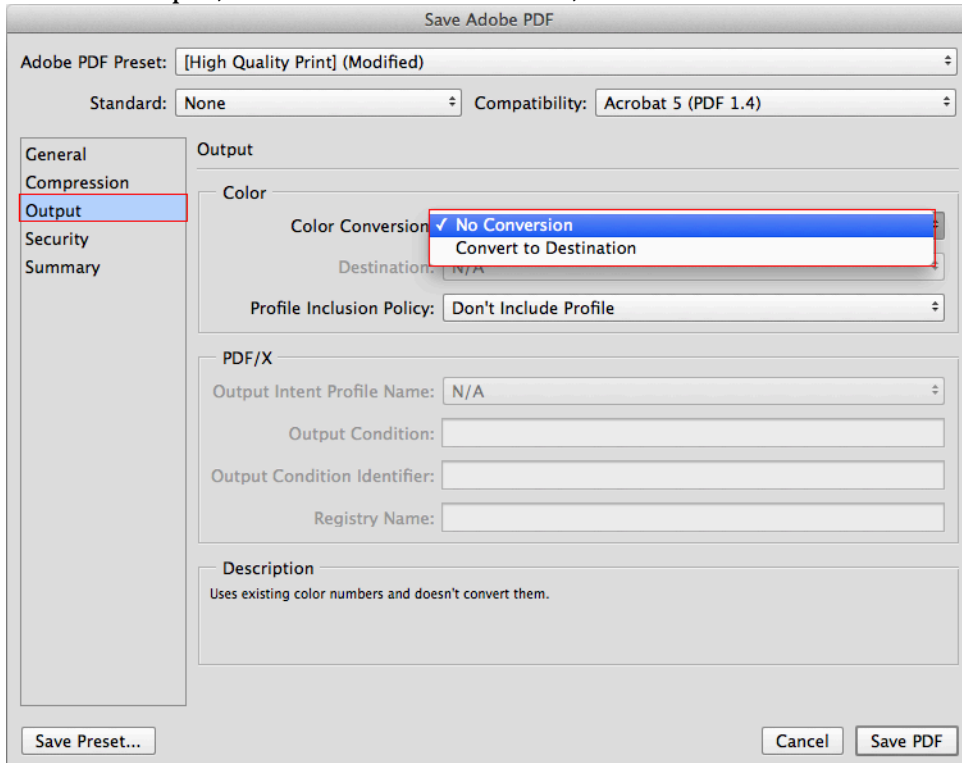 Save Adobe PDF
Adobe PDF Preset: [High Quality Print] (Modified)
Standard: None Compatibility: Acrobat 5 (PDF 1.4)
General
Compression
Output
Security
Summary
Output
Color
Color Conversion ✓ No Conversion
Convert to Destination
Destination: N/A
Profile Inclusion Policy: Don't Include Profile
PDF/X
Output Intent Profile Name: N/A
Output Condition:
Output Condition Identifier:
Registry Name:
Description
Uses existing color numbers and doesn't convert them.
Save Preset... Cancel Save PDF